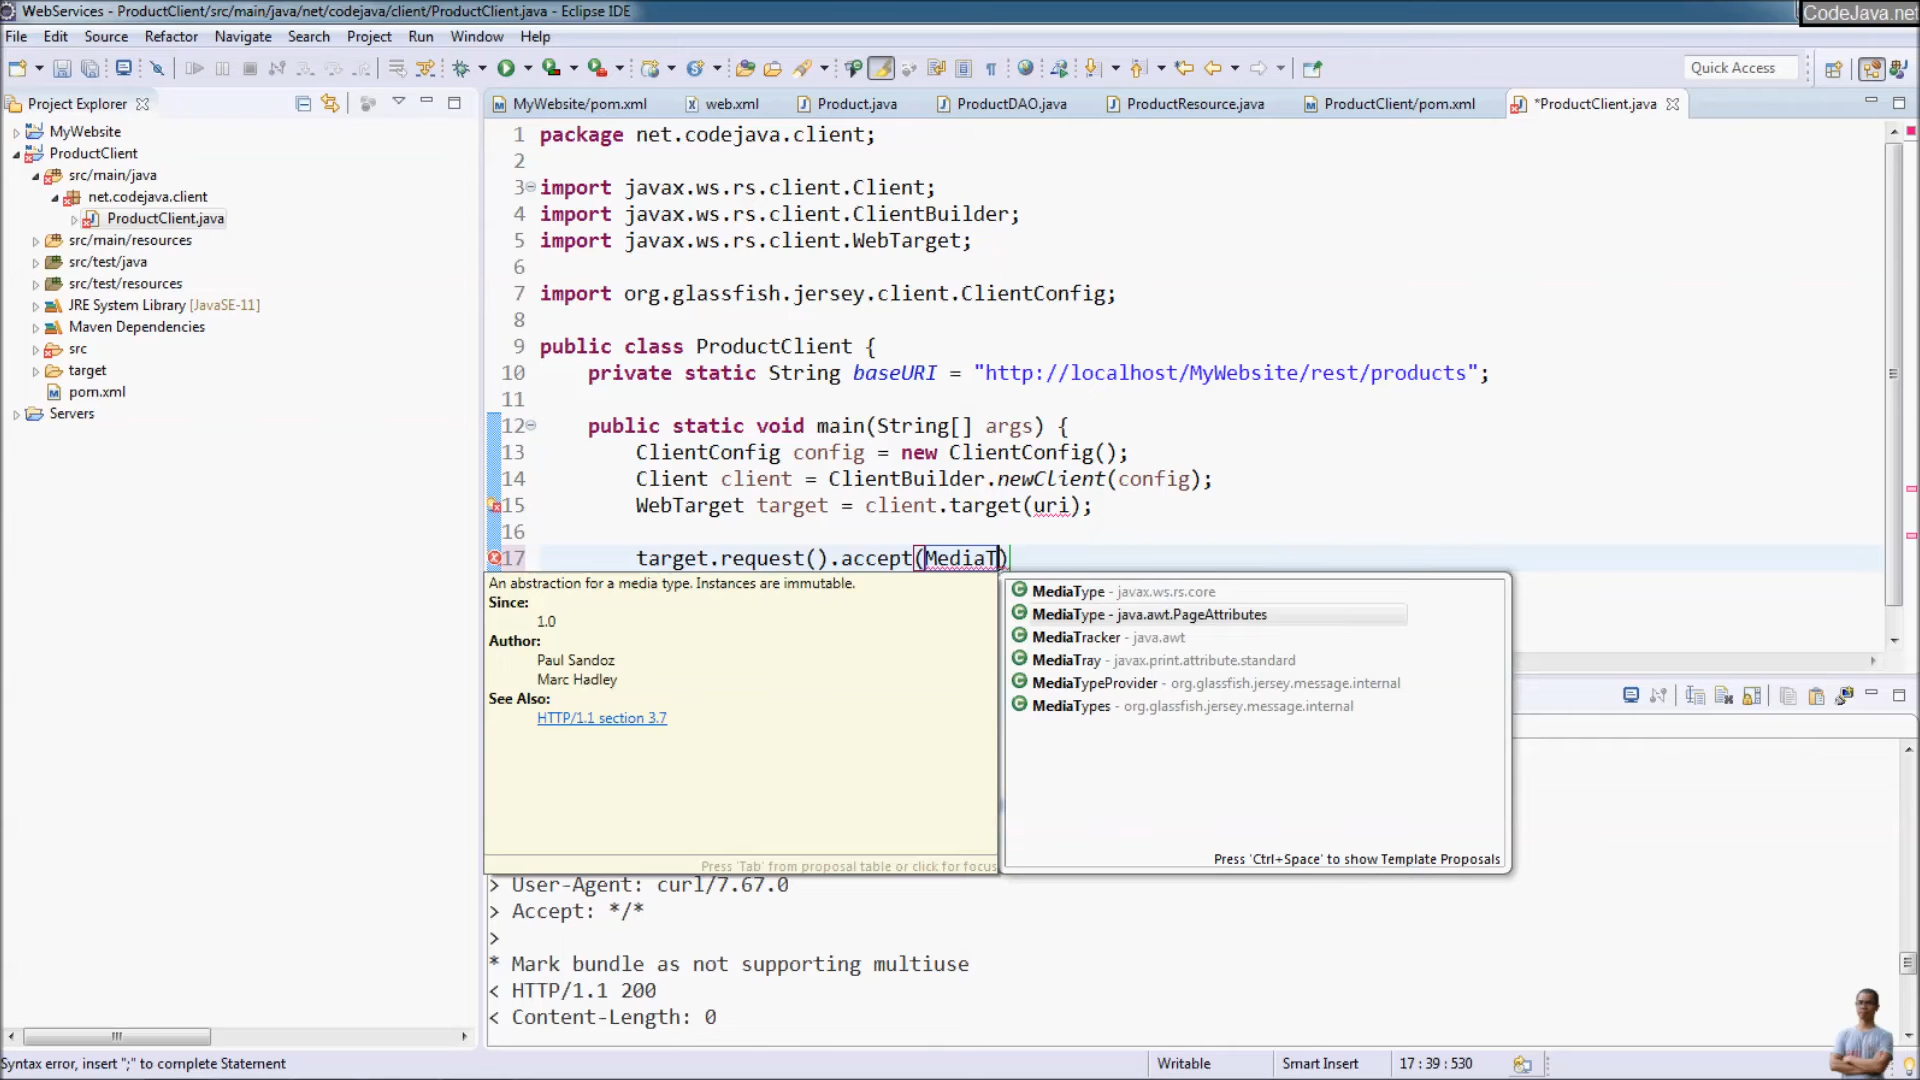 WebServices - ProductClient/src/main/java/net/codejava/client/ProductClient.java - Eclipse IDE
CodeJava.net
File Edit Source Refactor Navigate Search Project Run Window Help
Quick Access
Project Explorer
MyWebsite/pom.xml web.xml Product.java ProductDAO.java ProductResource.java ProductClient/pom.xml *ProductClient.java
MyWebsite
ProductClient
src/main/java
net.codejava.client
ProductClient.java
src/main/resources
src/test/java
src/test/resources
JRE System Library [JavaSE-11]
Maven Dependencies
src
target
pom.xml
Servers
1 package net.codejava.client;
2
3 import javax.ws.rs.client.Client;
4 import javax.ws.rs.client.ClientBuilder;
5 import javax.ws.rs.client.WebTarget;
6
7 import org.glassfish.jersey.client.ClientConfig;
8
9 public class ProductClient {
10 private static String baseURI = "http://localhost/MyWebsite/rest/products";
11
12 public static void main(String[] args) {
13 ClientConfig config = new ClientConfig();
14 Client client = ClientBuilder.newClient(config);
15 WebTarget target = client.target(uri);
16
17 target.request().accept(MediaT)
An abstraction for a media type. Instances are immutable.
Since:
1.0
Author:
Paul Sandoz
Marc Hadley
See Also:
HTTP/1.1 section 3.7
Press 'Tab' from proposal table or click for focus
MediaType - javax.ws.rs.core
MediaType - java.awt.PageAttributes
MediaTracker - java.awt
MediaTray - javax.print.attribute.standard
MediaTypeProvider - org.glassfish.jersey.message.internal
MediaTypes - org.glassfish.jersey.message.internal
Press 'Ctrl+Space' to show Template Proposals
> User-Agent: curl/7.67.0
> Accept: */*
>
* Mark bundle as not supporting multiuse
< HTTP/1.1 200
< Content-Length: 0
Syntax error, insert ";" to complete Statement
Writable
Smart Insert
17 : 39 : 530